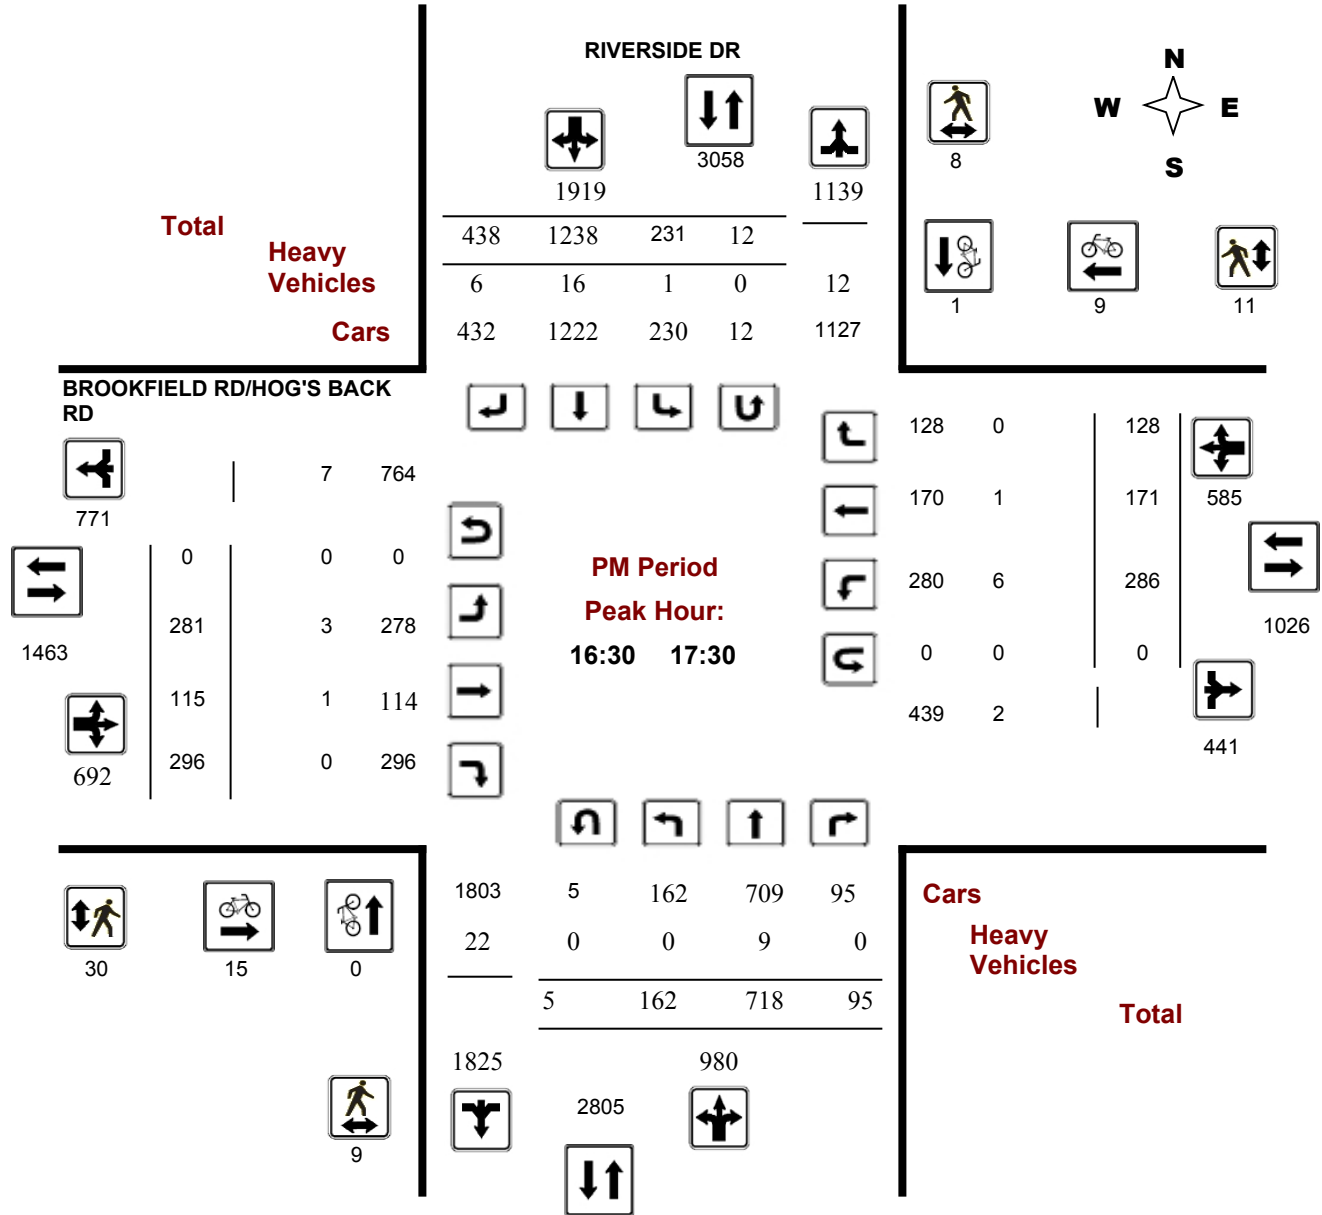 RIVERSIDE DR
N
W E
S
3058
8
1919 1139
Total 438 1238 231 12
Heavy
Vehicles 6 16 1 0 12
Cars 432 1222 230 12 1127
1 9 11
BROOKFIELD RD/HOG'S BACK
RD
7 764
771
0 0 0
281 3 278
1463
115 1 114
296 0 296
692
PM Period
Peak Hour:
16:30 17:30
128 0 128
170 1 171 585
280 6 286
1026
0 0 0
439 2
441
1803 5 162 709 95
22 0 0 9 0
5 162 718 95
1825 980
2805
30 15 0
9
Cars
Heavy
Vehicles
Total